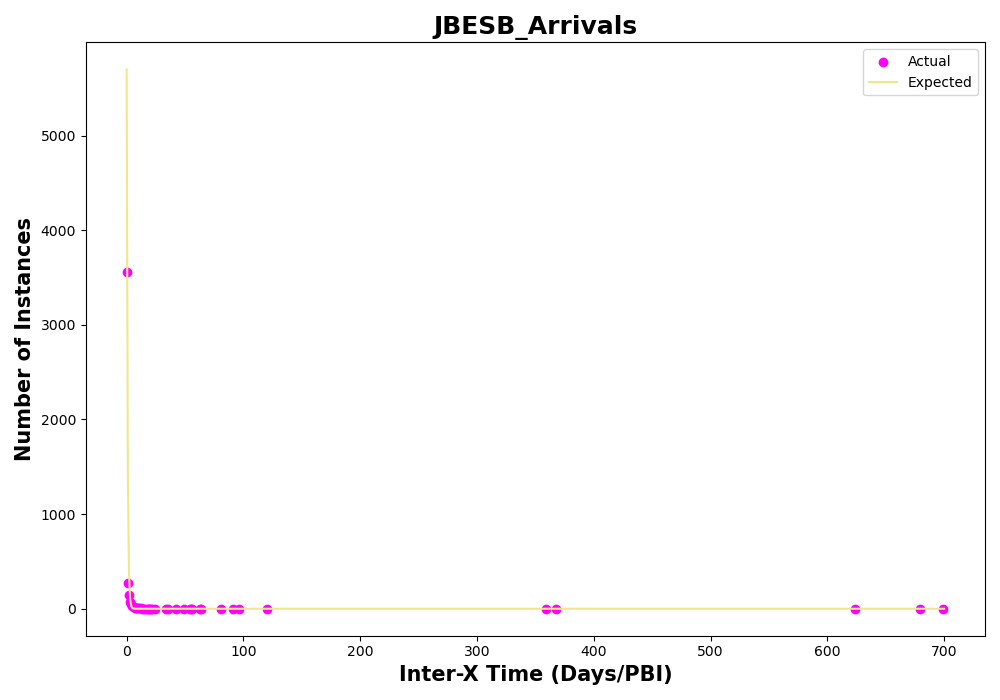 JBESB_Arrivals
Actual
Expected
Number of Instances
5000
4000
3000
2000
1000
0
0
100
200
300
400
500
600
700
Inter-X Time (Days/PBI)